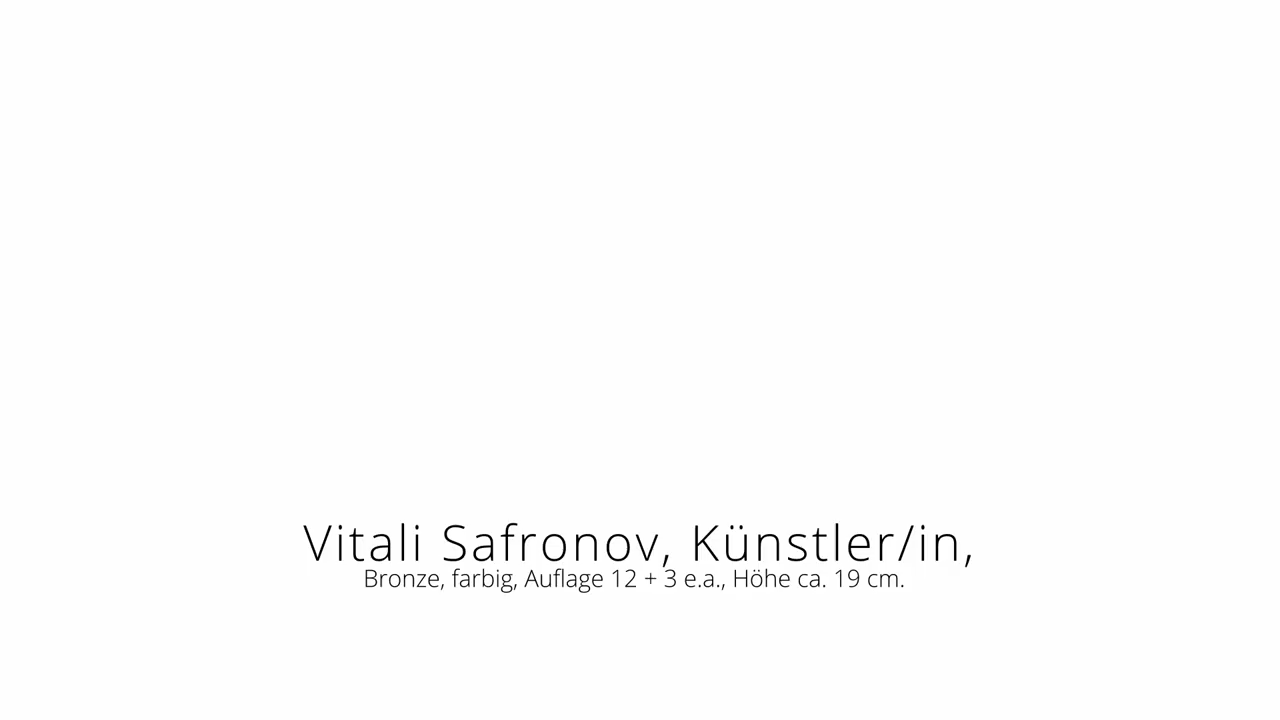 Vitali Safronov, Künstler/in,
Bronze, farbig, Auflage 12 + 3 e.a., Höhe ca. 19 cm.